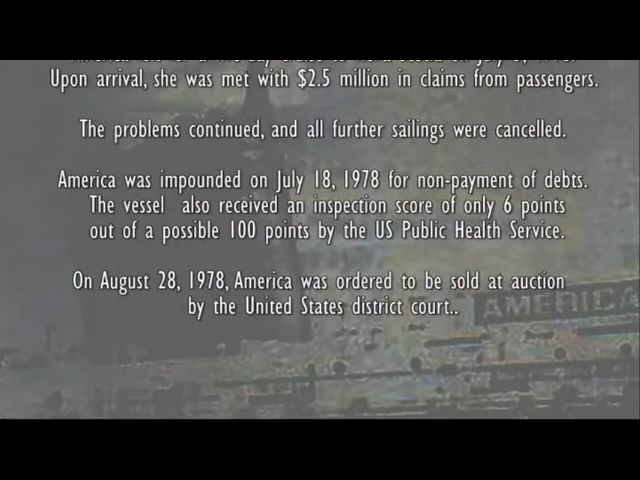 Upon arrival, she was met with $2.5 million in claims from passengers.
The problems continued, and all further sailings were cancelled.
America was impounded on July 18, 1978 for non-payment of debts.
The vessel also received an inspection score of only 6 points
out of a possible 100 points by the US Public Health Service.
On August 28, 1978, America was ordered to be sold at auction
by the United States district court..
AMERICA